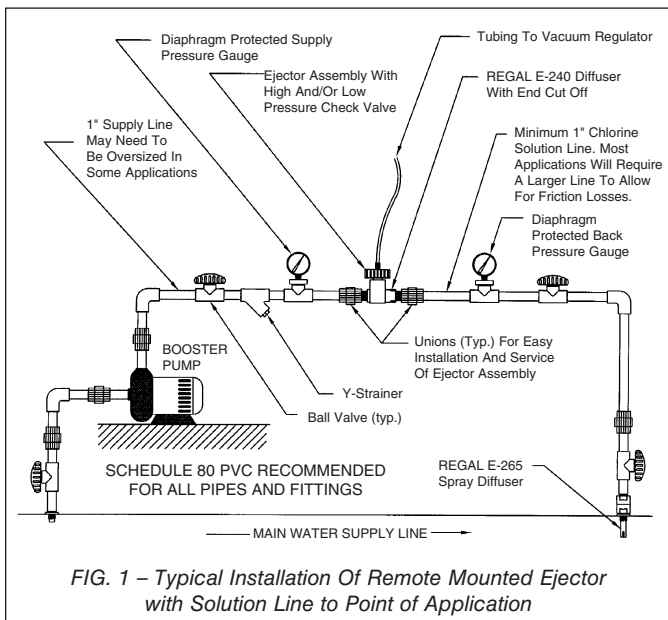 Diaphragm Protected Supply
Pressure Gauge
Tubing To Vacuum Regulator
Ejector Assembly With
High And/Or Low
Pressure Check Valve
REGAL E-240 Diffuser
With End Cut Off
1" Supply Line
May Need To
Be Oversized In
Some Applications
Minimum 1" Chlorine
Solution Line. Most
Applications Will Require
A Larger Line To Allow
For Friction Losses.
Diaphragm
Protected Back
Pressure Gauge
BOOSTER
PUMP
Unions (Typ.) For Easy
Installation And Service
Of Ejector Assembly
Y-Strainer
Ball Valve (typ.)
SCHEDULE 80 PVC RECOMMENDED
FOR ALL PIPES AND FITTINGS
REGAL E-265
Spray Diffuser
MAIN WATER SUPPLY LINE
FIG. 1 – Typical Installation Of Remote Mounted Ejector
with Solution Line to Point of Application